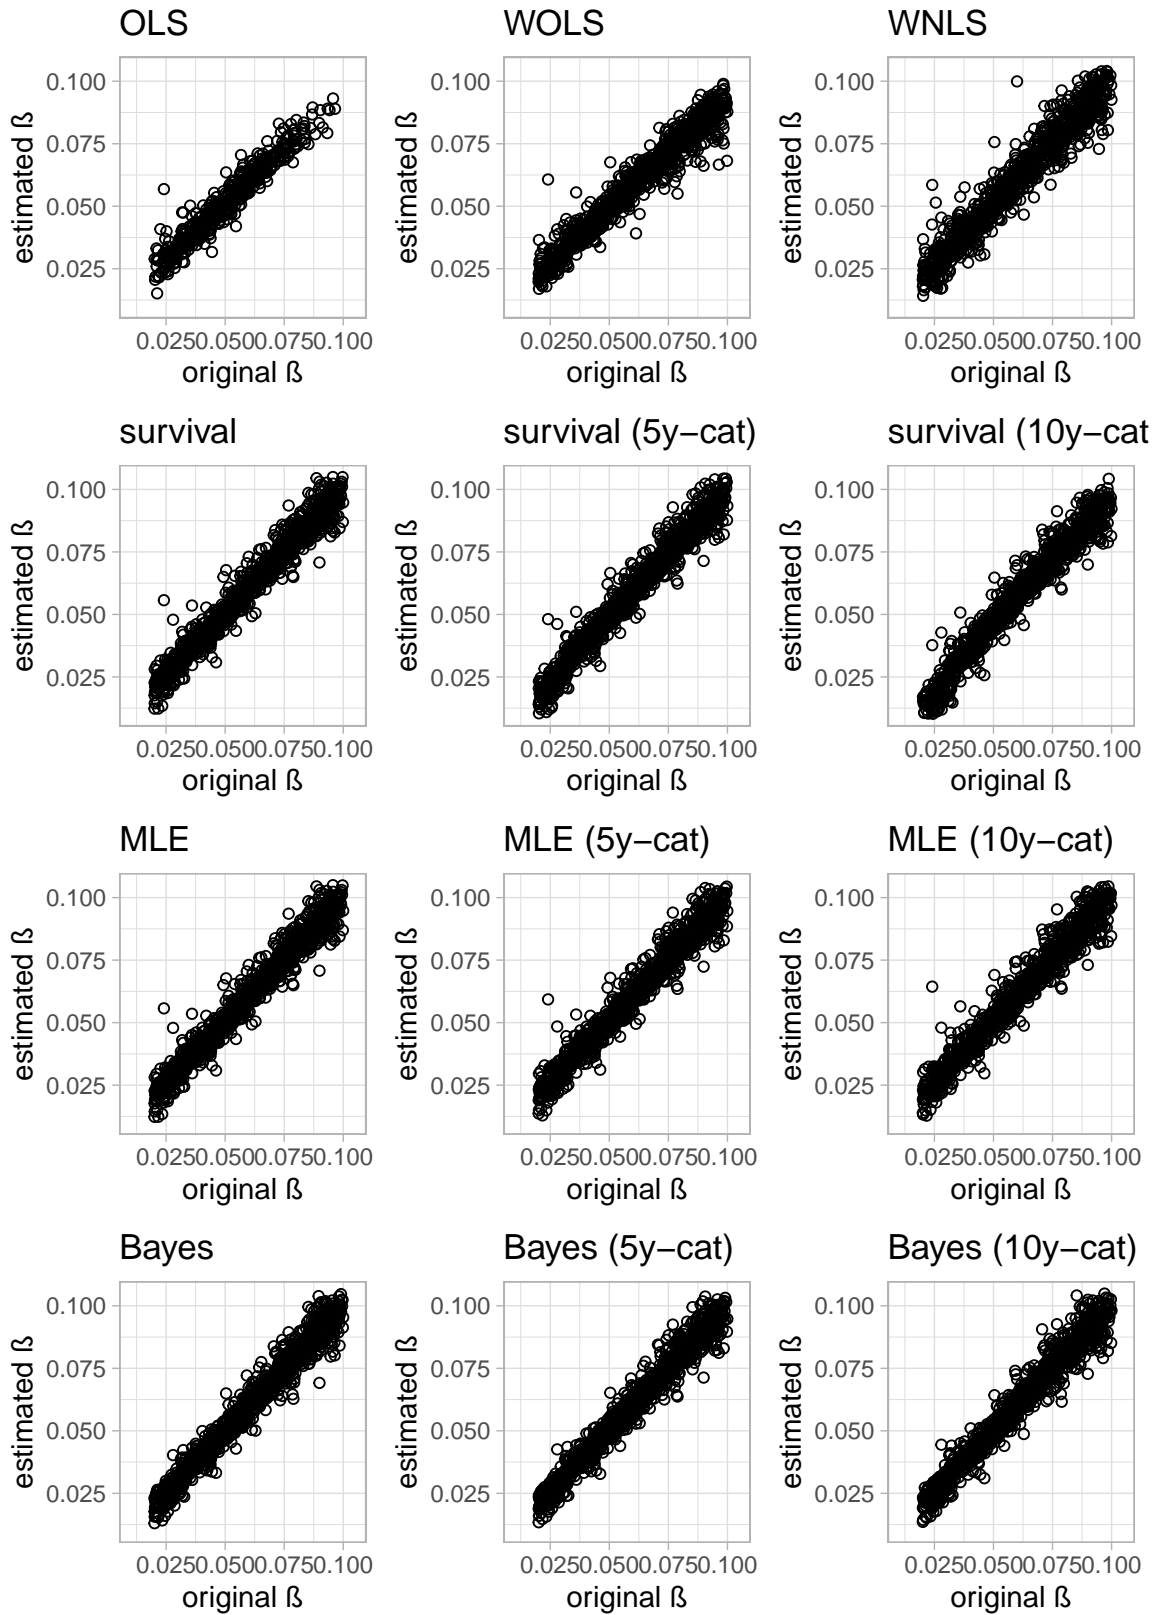 OLS WOLS WNLS
0.100 0.100 0.100
0.075 0.075 0.075
0.050 0.050 0.050
0.025 0.025 0.025
estimated ß estimated ß estimated ß
0.0250.0500.0750.100 0.0250.0500.0750.100 0.0250.0500.0750.100
original ß original ß original ß
survival survival (5y−cat) survival (10y−cat
0.100 0.100 0.100
0.075 0.075 0.075
0.050 0.050 0.050
0.025 0.025 0.025
estimated ß estimated ß estimated ß
0.0250.0500.0750.100 0.0250.0500.0750.100 0.0250.0500.0750.100
original ß original ß original ß
MLE MLE (5y−cat) MLE (10y−cat)
0.100 0.100 0.100
0.075 0.075 0.075
0.050 0.050 0.050
0.025 0.025 0.025
estimated ß estimated ß estimated ß
0.0250.0500.0750.100 0.0250.0500.0750.100 0.0250.0500.0750.100
original ß original ß original ß
Bayes Bayes (5y−cat) Bayes (10y−cat)
0.100 0.100 0.100
0.075 0.075 0.075
0.050 0.050 0.050
0.025 0.025 0.025
estimated ß estimated ß estimated ß
0.0250.0500.0750.100 0.0250.0500.0750.100 0.0250.0500.0750.100
original ß original ß original ß